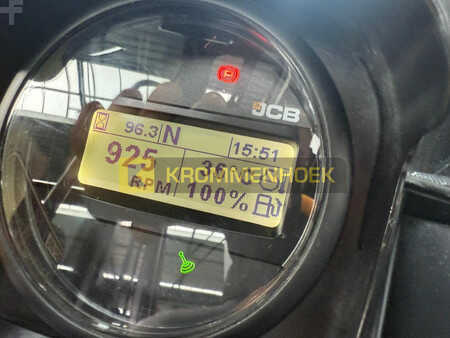 JCB
96.3 N 15:51
925
KROMMENHOEK
RPM 100%